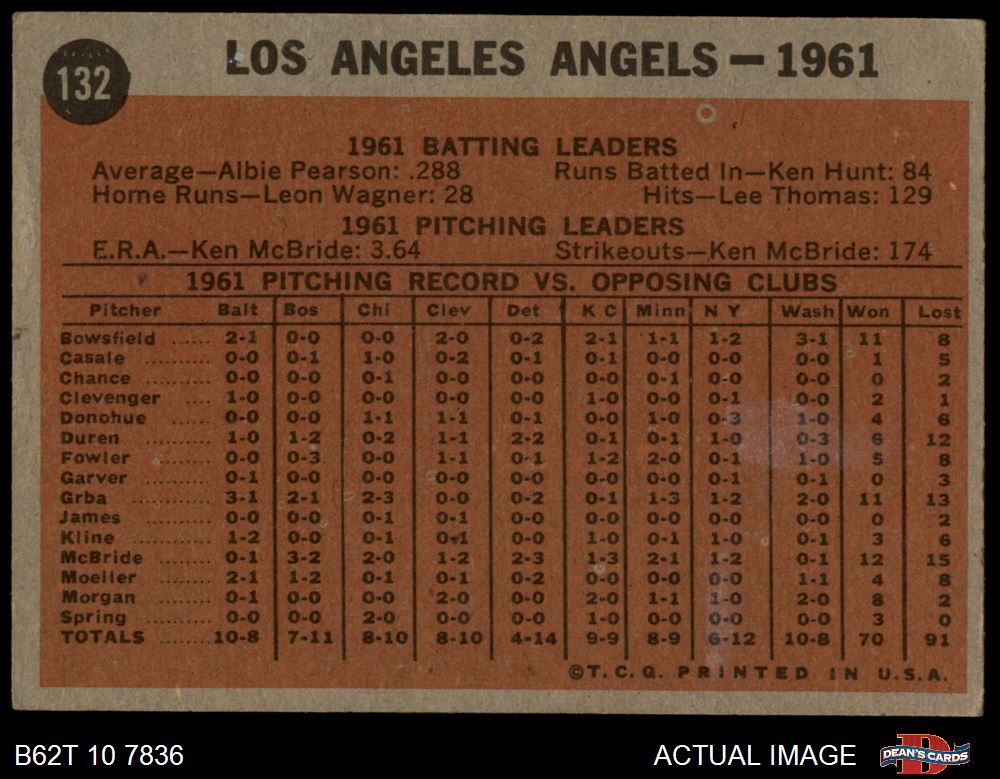 132
LOS ANGELES ANGELS—1961
1961 BATTING LEADERS
Average—Albie Pearson: .288 Runs Batted In—Ken Hunt: 84
Home Runs—Leon Wagner: 28 Hits—Lee Thomas: 129
1961 PITCHING LEADERS
E.R.A.—Ken McBride: 3.64 Strikeouts—Ken McBride: 174
1961 PITCHING RECORD VS. OPPOSING CLUBS
Pitcher Balt Bos Chi Clev Det K C Minn N Y Wash Won Lost
Bowsfield ...... 2-1 0-0 0-0 2-0 0-2 2-1 1-1 1-2 3-1 11 8
Casale ......... 0-0 0-1 1-0 0-2 0-1 0-1 0-0 0-0 0-0 1 5
Chance ......... 0-0 0-0 0-1 0-0 0-0 0-0 0-1 0-0 0-0 0 2
Clevenger .... 1-0 0-0 0-0 0-0 0-0 1-0 0-0 0-1 0-0 2 1
Donohue ....... 0-0 0-0 1-1 1-1 0-1 0-0 1-0 0-3 1-0 4 6
Duren .......... 1-0 1-2 0-2 1-1 2-2 0-1 0-1 1-0 0-3 6 12
Fowler ......... 0-0 0-3 0-0 1-1 0-1 1-2 2-0 0-1 1-0 5 8
Garver ......... 0-1 0-0 0-0 0-0 0-0 0-0 0-0 0-1 0-1 0 3
Grba ............ 3-1 2-1 2-3 0-0 0-2 0-1 1-3 1-2 2-0 11 13
James .......... 0-0 0-0 0-1 0-1 0-0 0-0 0-0 0-0 0-0 0 2
Kline ........... 1-2 0-0 0-1 0-1 0-0 1-0 0-1 1-0 0-1 3 6
McBride ....... 0-1 3-2 2-0 1-2 2-3 1-3 2-1 1-2 0-1 12 15
Moeller ........ 2-1 1-2 0-1 0-1 0-2 0-0 0-0 0-0 1-1 4 8
Morgan ........ 0-1 0-0 0-0 2-0 0-0 2-0 1-1 1-0 2-0 8 2
Spring ......... 0-0 0-0 2-0 0-0 0-0 1-0 0-0 0-0 0-0 3 0
TOTALS ....... 10-8 7-11 8-10 8-10 4-14 9-9 8-9 6-12 10-8 70 91
©T.C.G. PRINTED IN U.S.A.
B62T 10 7836 ACTUAL IMAGE DEAN'S CARDS